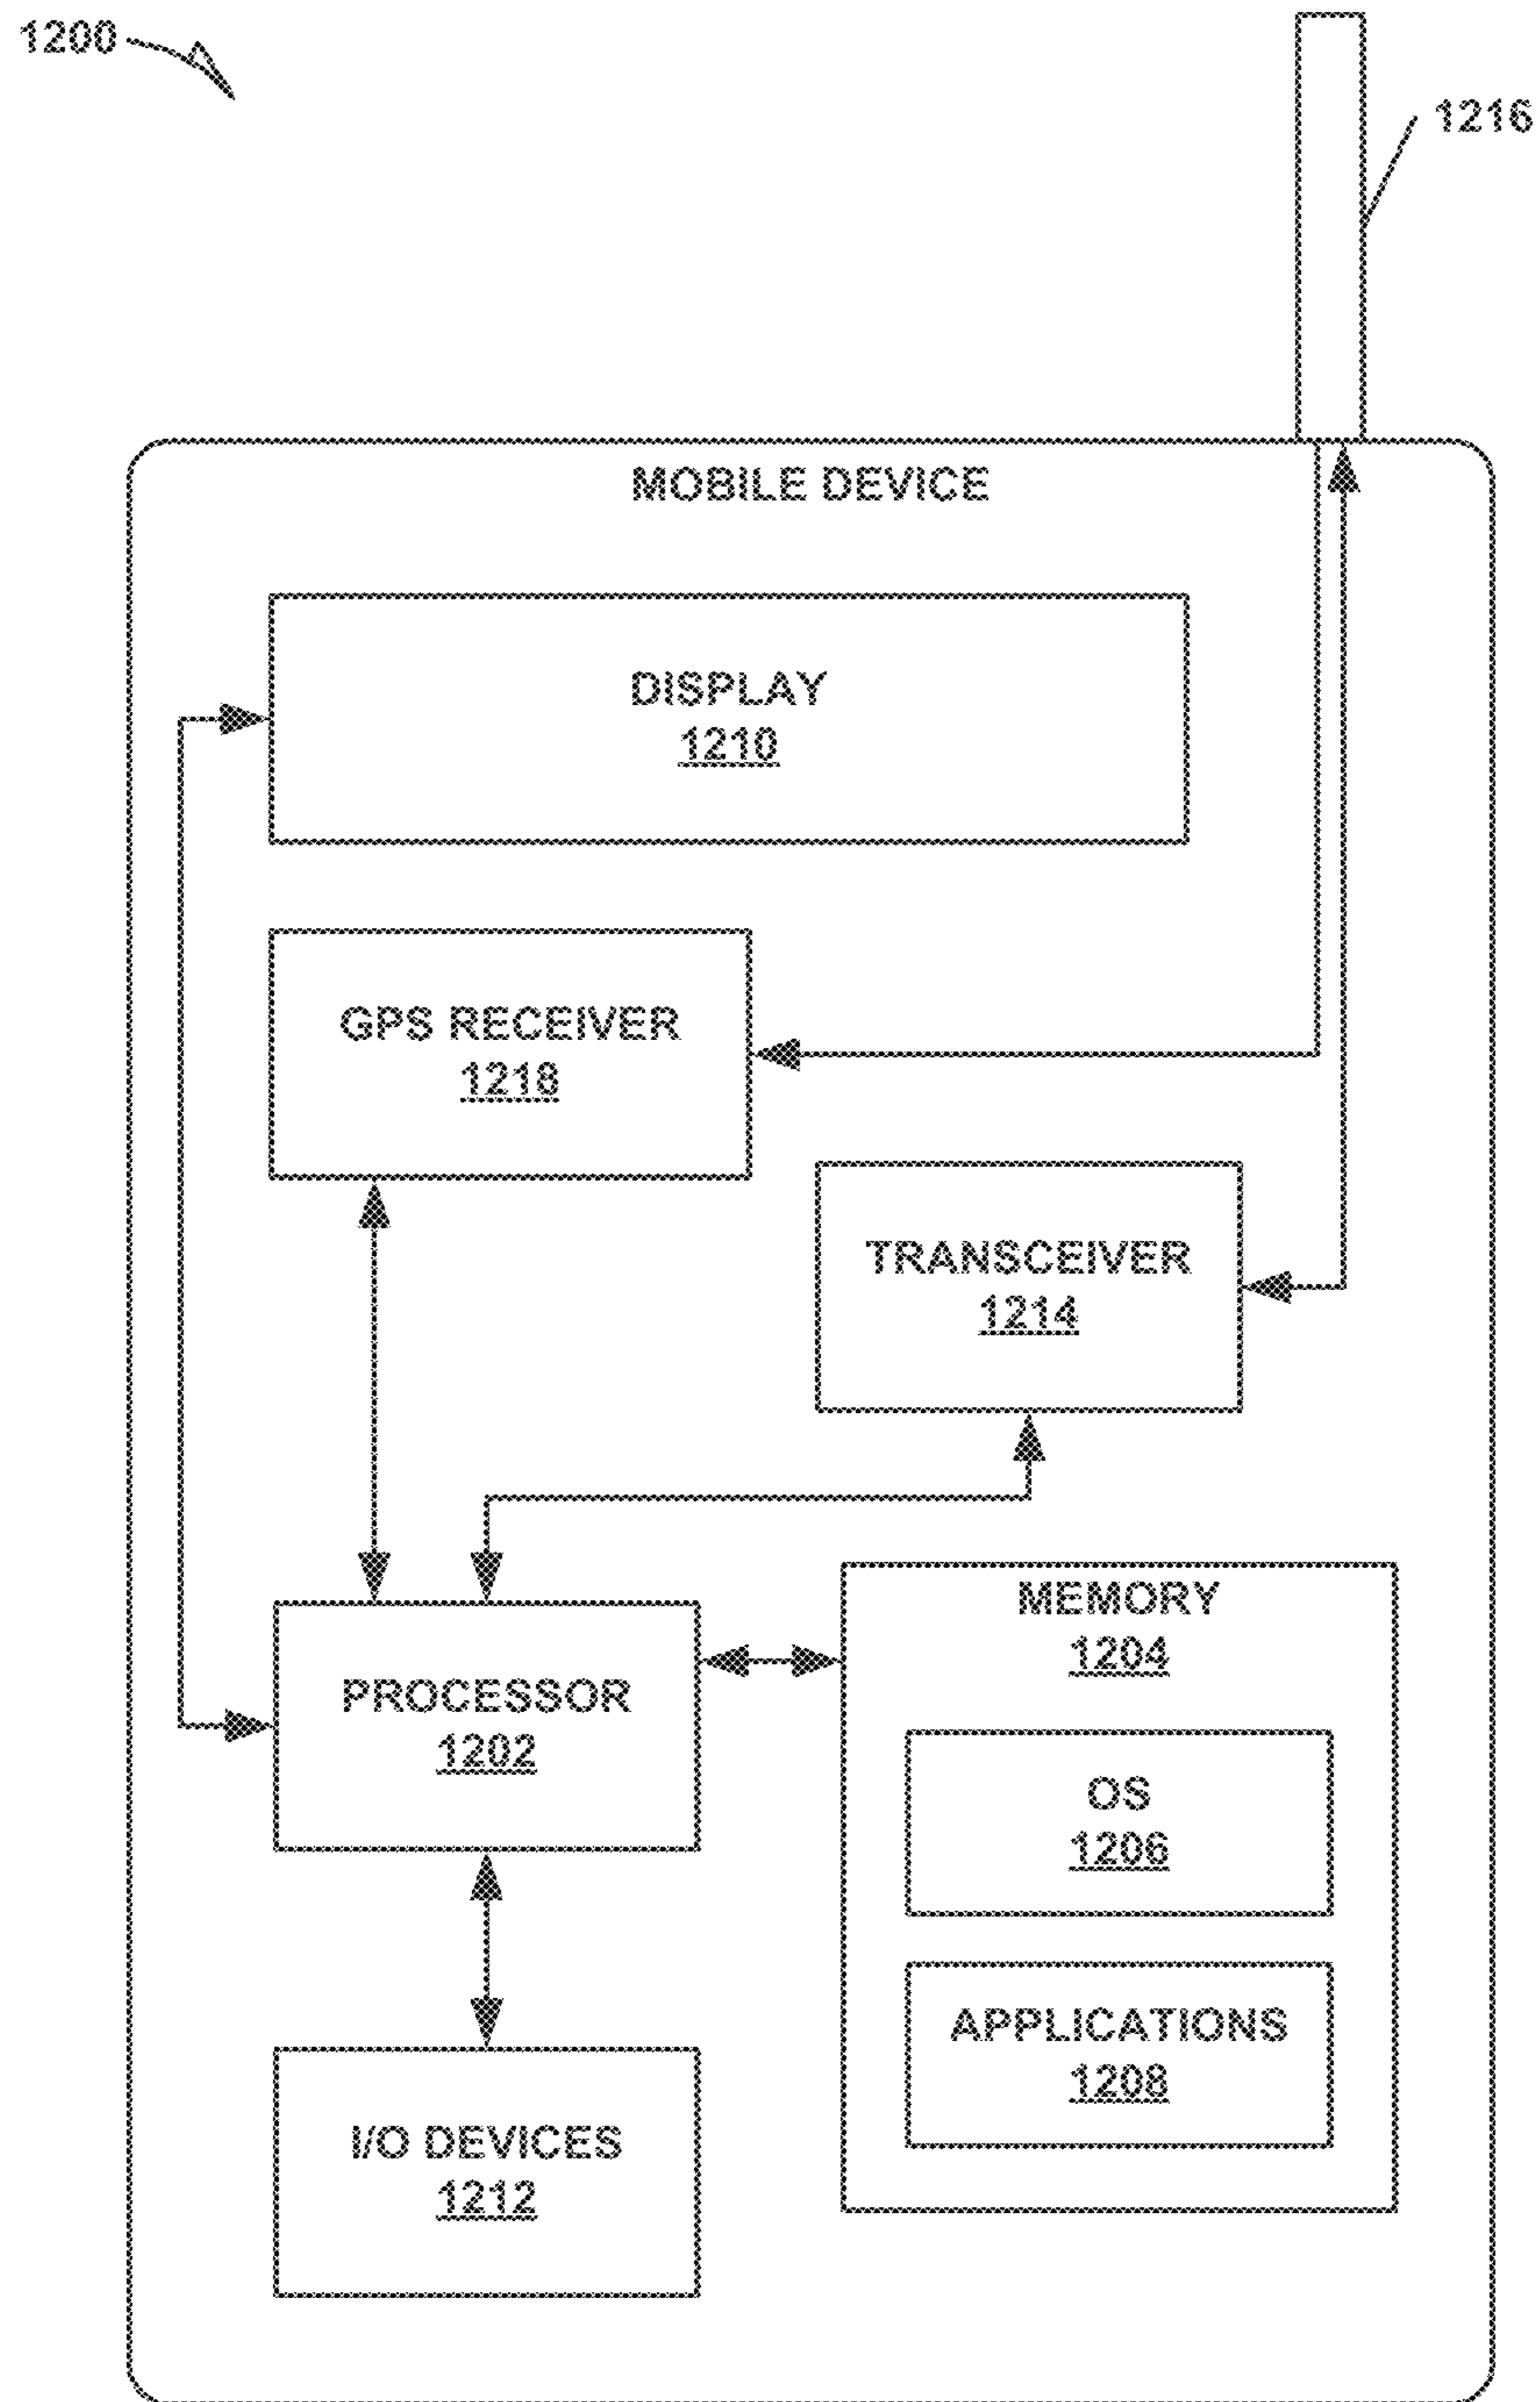 1200
1216
MOBILE DEVICE
DISPLAY
1210
GPS RECEIVER
1218
TRANSCEIVER
1214
MEMORY
1204
PROCESSOR
1202
OS
1206
APPLICATIONS
1208
I/O DEVICES
1212